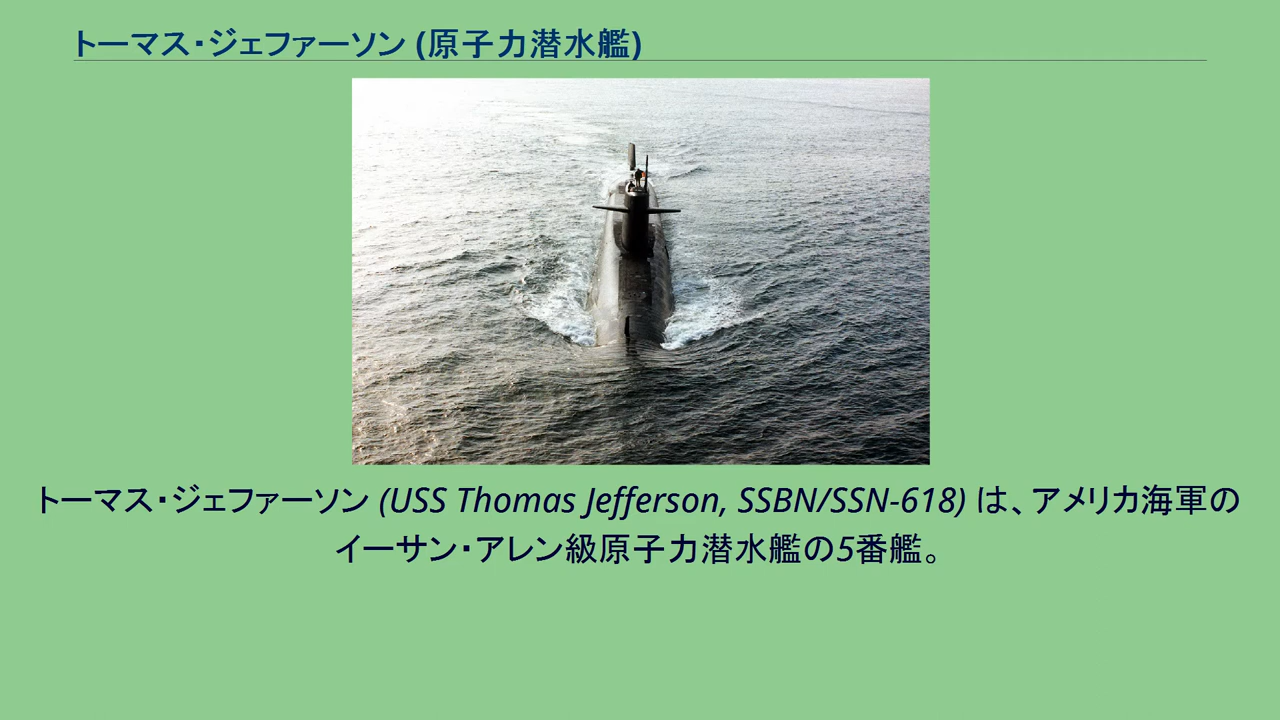 トーマス・ジェファーソン (原子力潜水艦)
トーマス・ジェファーソン (USS Thomas Jefferson, SSBN/SSN-618) は、アメリカ海軍の
イーサン・アレン級原子力潜水艦の5番艦。